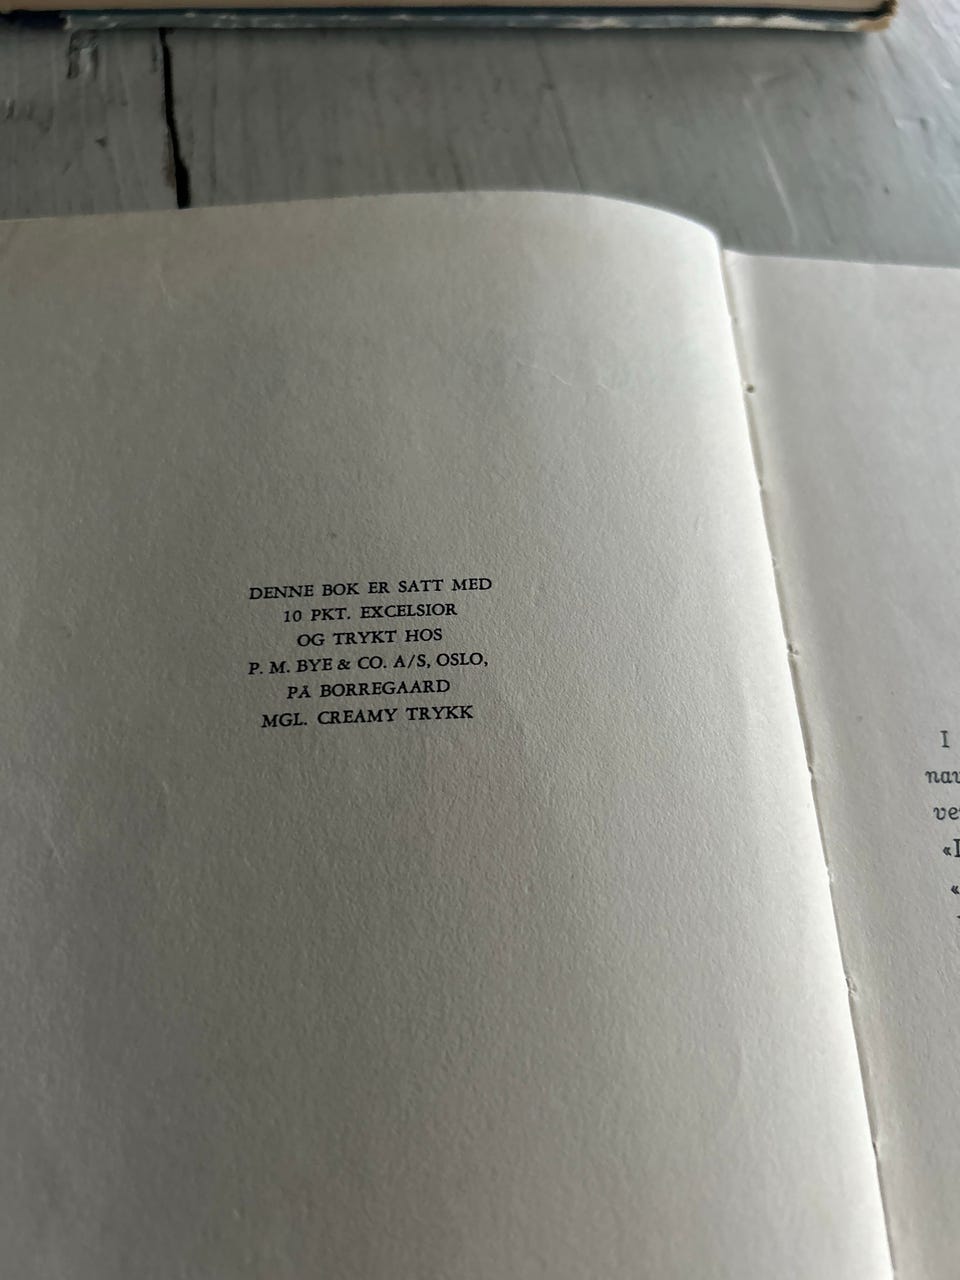 DENNE BOK ER SATT MED
10 PKT. EXCELSIOR
OG TRYKT HOS
P. M. BYE & CO. A/S, OSLO,
PÅ BORREGAARD
MGL. CREAMY TRYKK
I